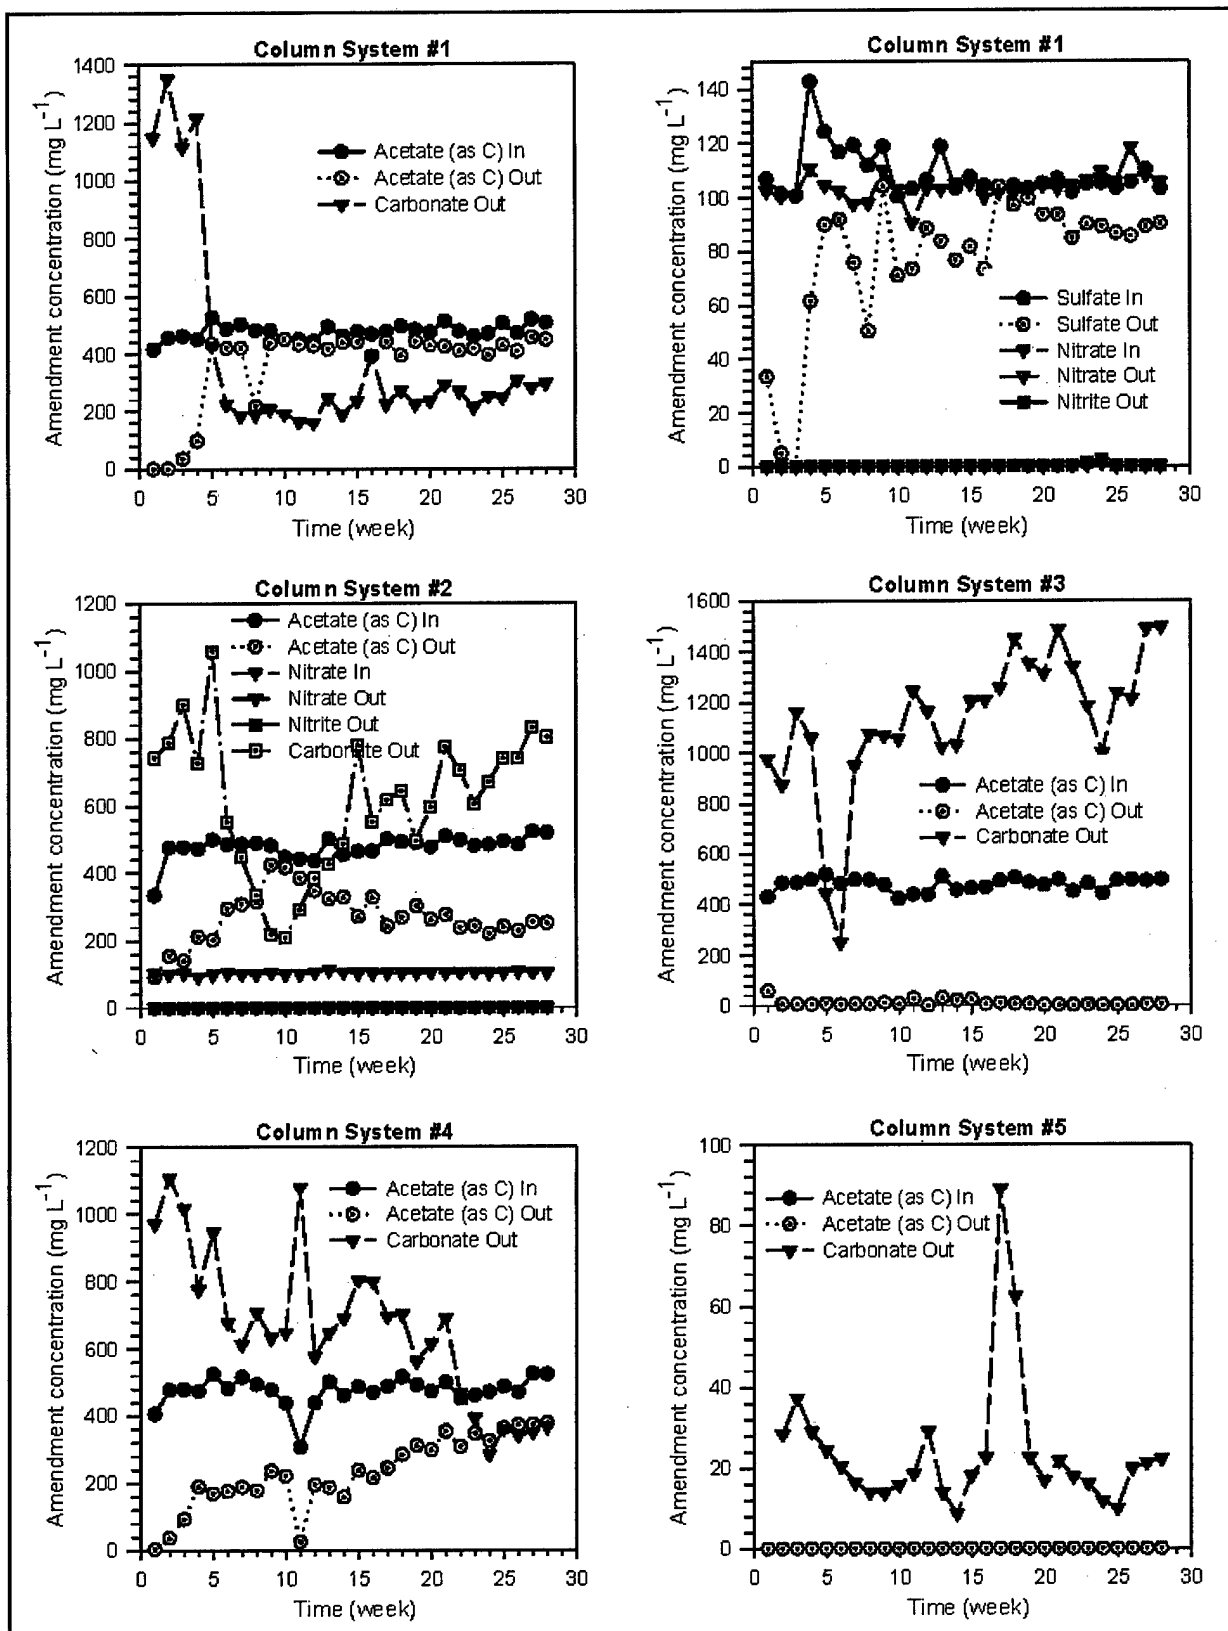 Column System #1
Amendment concentration (mg L-1)
1400
1200
1000
800
600
400
200
0
Acetate (as C) In
Acetate (as C) Out
Carbonate Out
0 5 10 15 20 25 30
Time (week)
Column System #1
Amendment concentration (mg L-1)
140
120
100
80
60
40
20
0
Sulfate In
Sulfate Out
Nitrate In
Nitrate Out
Nitrite Out
0 5 10 15 20 25 30
Time (week)
Column System #2
Amendment concentration (mg L-1)
1200
1000
800
600
400
200
0
Acetate (as C) In
Acetate (as C) Out
Nitrate In
Nitrate Out
Nitrite Out
Carbonate Out
0 5 10 15 20 25 30
Time (week)
Column System #3
Amendment concentration (mg L-1)
1600
1400
1200
1000
800
600
400
200
0
Acetate (as C) In
Acetate (as C) Out
Carbonate Out
0 5 10 15 20 25 30
Time (week)
Column System #4
Amendment concentration (mg L-1)
1200
1000
800
600
400
200
0
Acetate (as C) In
Acetate (as C) Out
Carbonate Out
0 5 10 15 20 25 30
Time (week)
Column System #5
Amendment concentration (mg L-1)
100
80
60
40
20
0
Acetate (as C) In
Acetate (as C) Out
Carbonate Out
0 5 10 15 20 25 30
Time (week)